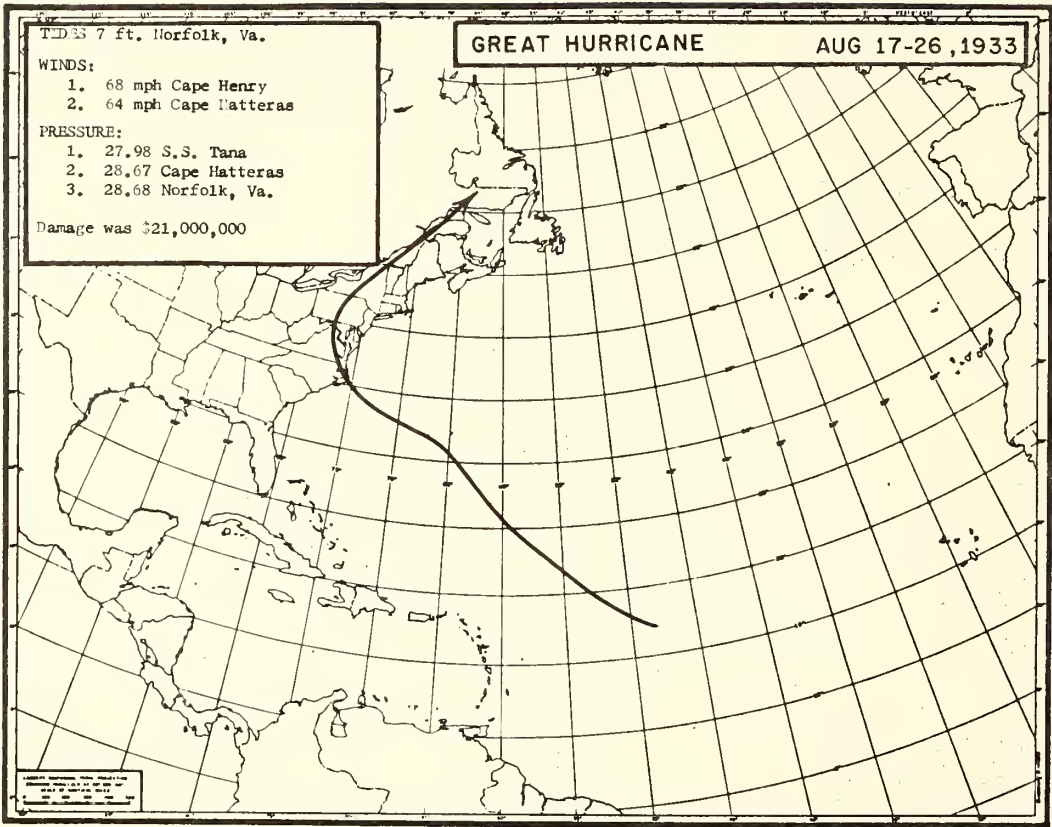 TIDES 7 ft. Norfolk, Va.
WINDS:
1. 68 mph Cape Henry
2. 64 mph Cape Hatteras
PRESSURE:
1. 27.98 S.S. Tana
2. 28.67 Cape Hatteras
3. 28.68 Norfolk, Va.
Damage was $21,000,000
GREAT HURRICANE AUG 17-26,1933